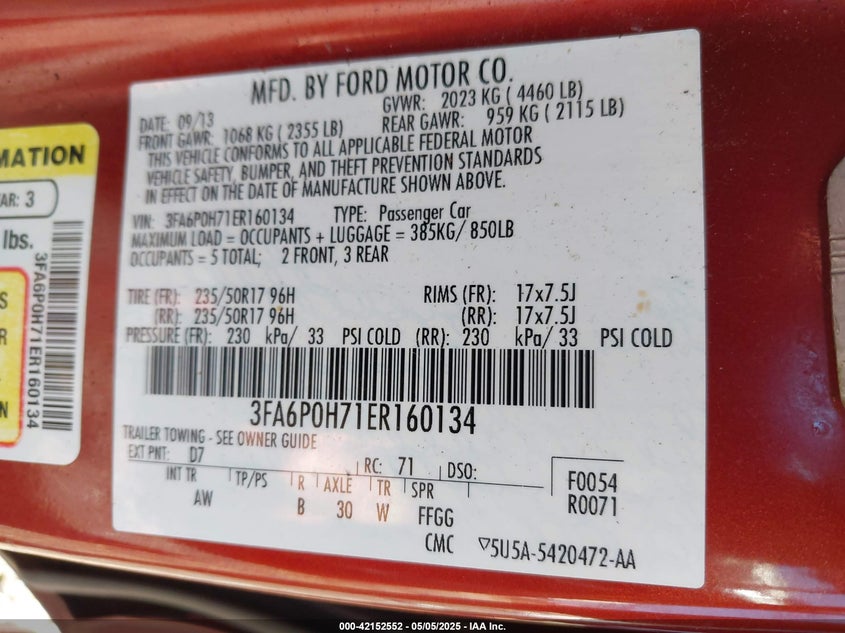 MFD. BY FORD MOTOR CO.
DATE: 09/13
GVWR: 2023 KG ( 4460 LB)
FRONT GAWR: 1068 KG ( 2355 LB)
REAR GAWR: 959 KG ( 2115 LB)
THIS VEHICLE CONFORMS TO ALL APPLICABLE FEDERAL MOTOR
VEHICLE SAFETY, BUMPER, AND THEFT PREVENTION STANDARDS
IN EFFECT ON THE DATE OF MANUFACTURE SHOWN ABOVE.
VIN: 3FA6P0H71ER160134 TYPE: Passenger Car
MAXIMUM LOAD = OCCUPANTS + LUGGAGE = 385KG/ 850LB
OCCUPANTS = 5 TOTAL; 2 FRONT, 3 REAR
TIRE (FR): 235/50R17 96H RIMS (FR): 17x7.5J
(RR): 235/50R17 96H (RR): 17x7.5J
PRESSURE (FR): 230 kPa/ 33 PSI COLD (RR): 230 kPa/ 33 PSI COLD
3FA6P0H71ER160134
TRAILER TOWING - SEE OWNER GUIDE
EXT PNT: D7 RC: 71 DSO:
INT TR TP/PS R AXLE TR SPR
AW B 30 W FFGG
F0054
R0071
CMC 5U5A-5420472-AA
MATION
AR: 3
lbs.
3FA6P0H71ER160134
S
R
N
000-42152552 / 05/05/2025 - IAA Inc.